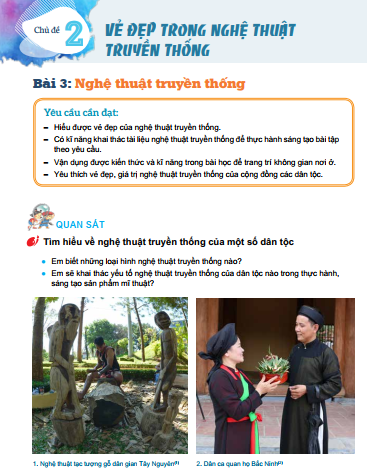 Chủ đề
2
VẺ ĐẸP TRONG NGHỆ THUẬT
TRUYỀN THỐNG
Bài 3: Nghệ thuật truyền thống
Yêu cầu cần đạt:
– Hiểu được vẻ đẹp của nghệ thuật truyền thống.
– Có kĩ năng khai thác tài liệu nghệ thuật truyền thống để thực hành sáng tạo bài tập
theo yêu cầu.
– Vận dụng được kiến thức và kĩ năng trong bài học để trang trí không gian nơi ở.
– Yêu thích vẻ đẹp, giá trị nghệ thuật truyền thống của cộng đồng các dân tộc.
QUAN SÁT
Tìm hiểu về nghệ thuật truyền thống của một số dân tộc
• Em biết những loại hình nghệ thuật truyền thống nào?
• Em sẽ khai thác yếu tố nghệ thuật truyền thống của dân tộc nào trong thực hành,
sáng tạo sản phẩm mĩ thuật?
1. Nghệ thuật tạc tượng gỗ dân gian Tây Nguyên
2. Dân ca quan họ Bắc Ninh